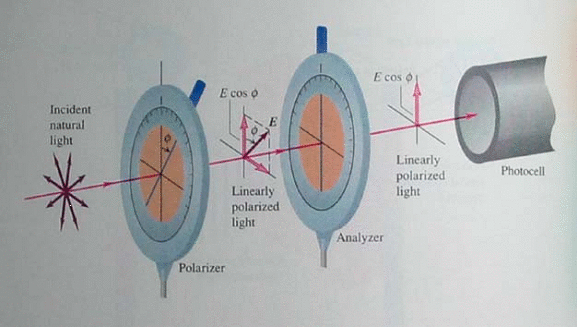 Incident
natural
light
ϕ
Polarizer
E cos ϕ
ϕ
E
Linearly
polarized
light
Analyzer
E cos ϕ
Linearly
polarized
light
Photocell